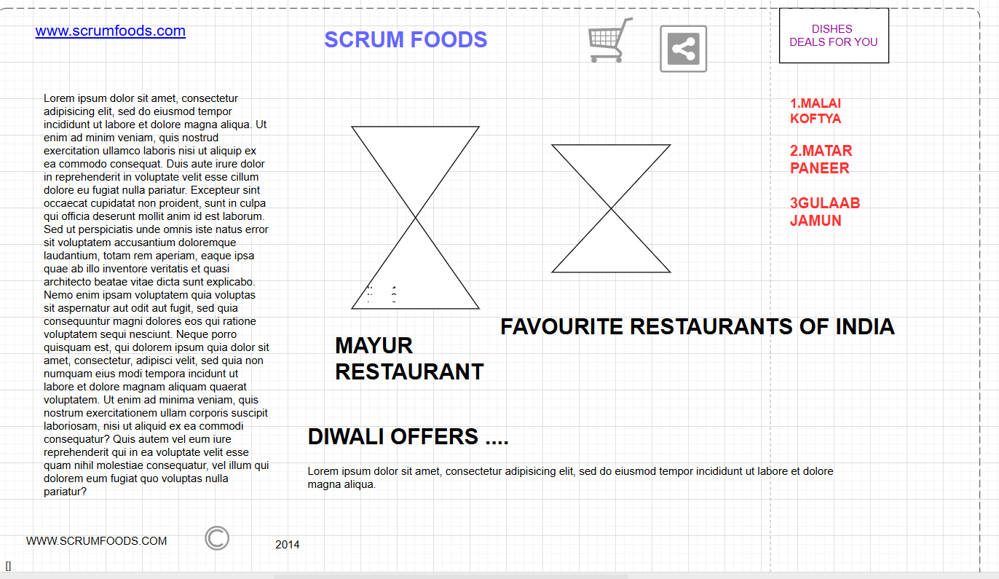 www.scrumfoods.com
SCRUM FOODS
DISHES
DEALS FOR YOU
Lorem ipsum dolor sit amet, consectetur
adipisicing elit, sed do eiusmod tempor
incididunt ut labore et dolore magna aliqua. Ut
enim ad minim veniam, quis nostrud
exercitation ullamco laboris nisi ut aliquip ex
ea commodo consequat. Duis aute irure dolor
in reprehenderit in voluptate velit esse cillum
dolore eu fugiat nulla pariatur. Excepteur sint
occaecat cupidatat non proident, sunt in culpa
qui officia deserunt mollit anim id est laborum.
Sed ut perspiciatis unde omnis iste natus error
sit voluptatem accusantium doloremque
laudantium, totam rem aperiam, eaque ipsa
quae ab illo inventore veritatis et quasi
architecto beatae vitae dicta sunt explicabo.
Nemo enim ipsam voluptatem quia voluptas
sit aspernatur aut odit aut fugit, sed quia
consequuntur magni dolores eos qui ratione
voluptatem sequi nesciunt. Neque porro
quisquam est, qui dolorem ipsum quia dolor sit
amet, consectetur, adipisci velit, sed quia non
numquam eius modi tempora incidunt ut
labore et dolore magnam aliquam quaerat
voluptatem. Ut enim ad minima veniam, quis
nostrum exercitationem ullam corporis suscipit
laboriosam, nisi ut aliquid ex ea commodi
consequatur? Quis autem vel eum iure
reprehenderit qui in ea voluptate velit esse
quam nihil molestiae consequatur, vel illum qui
dolorem eum fugiat quo voluptas nulla
pariatur?
1.MALAI
KOFTYA
2.MATAR
PANEER
3GULAAB
JAMUN
MAYUR
RESTAURANT
FAVOURITE RESTAURANTS OF INDIA
DIWALI OFFERS ....
Lorem ipsum dolor sit amet, consectetur adipisicing elit, sed do eiusmod tempor incididunt ut labore et dolore
magna aliqua.
WWW.SCRUMFOODS.COM
©
2014
[]